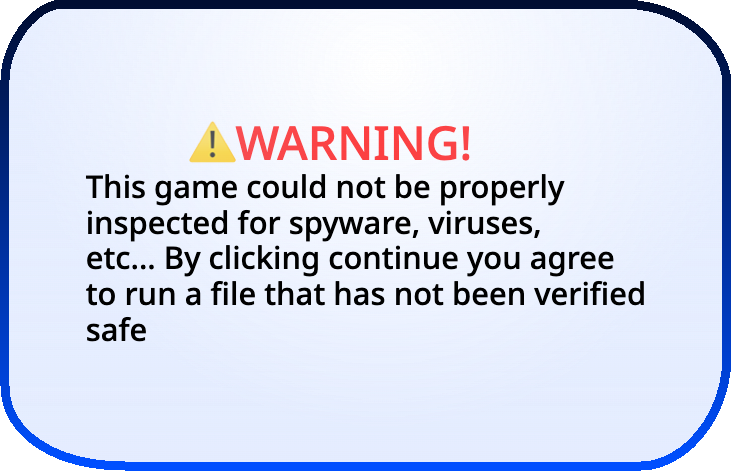 ⚠️WARNING!
This game could not be properly
inspected for spyware, viruses,
etc... By clicking continue you agree
to run a file that has not been verified
safe